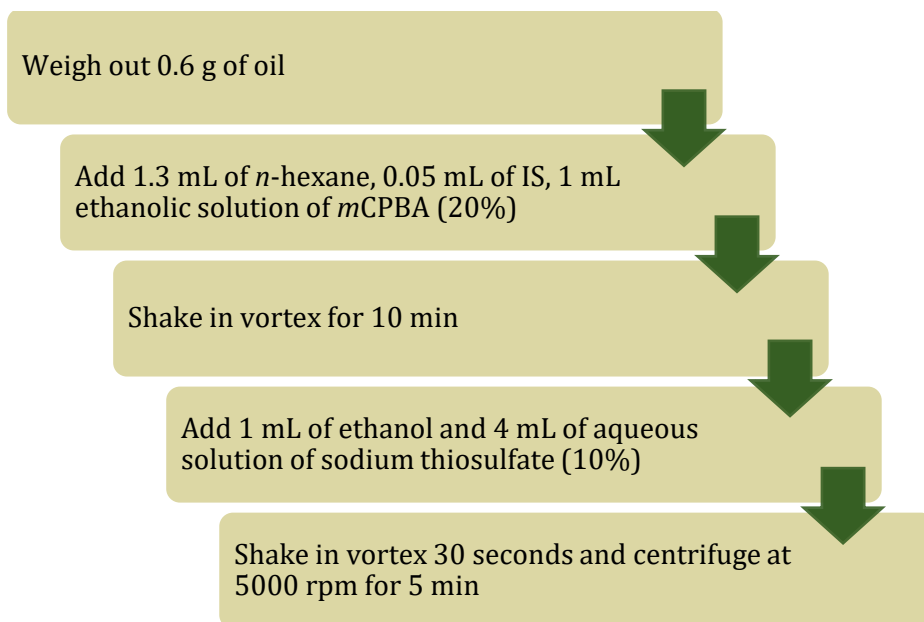 Weigh out 0.6 g of oil
Add 1.3 mL of n-hexane, 0.05 mL of IS, 1 mL
ethanolic solution of mCPBA (20%)
Shake in vortex for 10 min
Add 1 mL of ethanol and 4 mL of aqueous
solution of sodium thiosulfate (10%)
Shake in vortex 30 seconds and centrifuge at
5000 rpm for 5 min